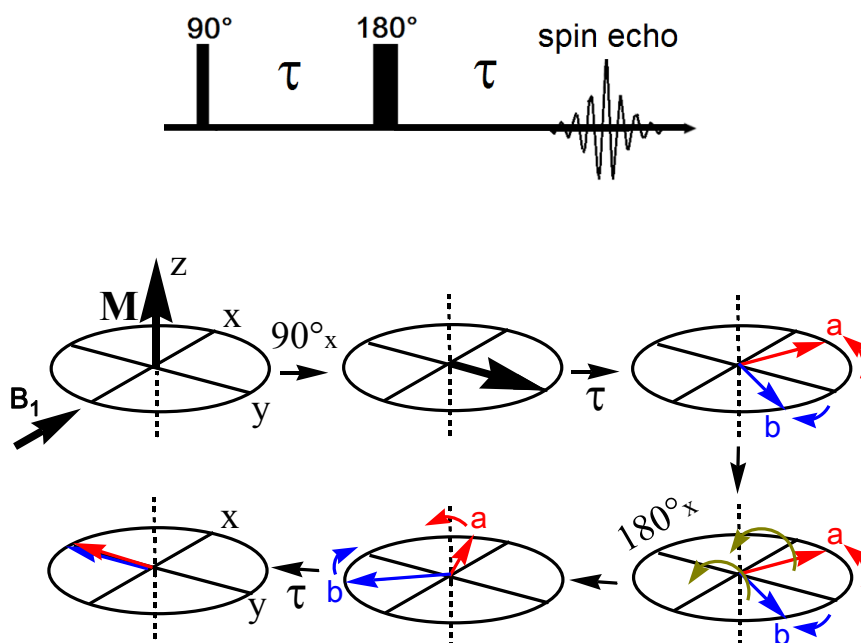 90° 180° spin echo
τ τ
z
M x 90°x a
B₁ y τ b
180°x
x a a
y τ b b